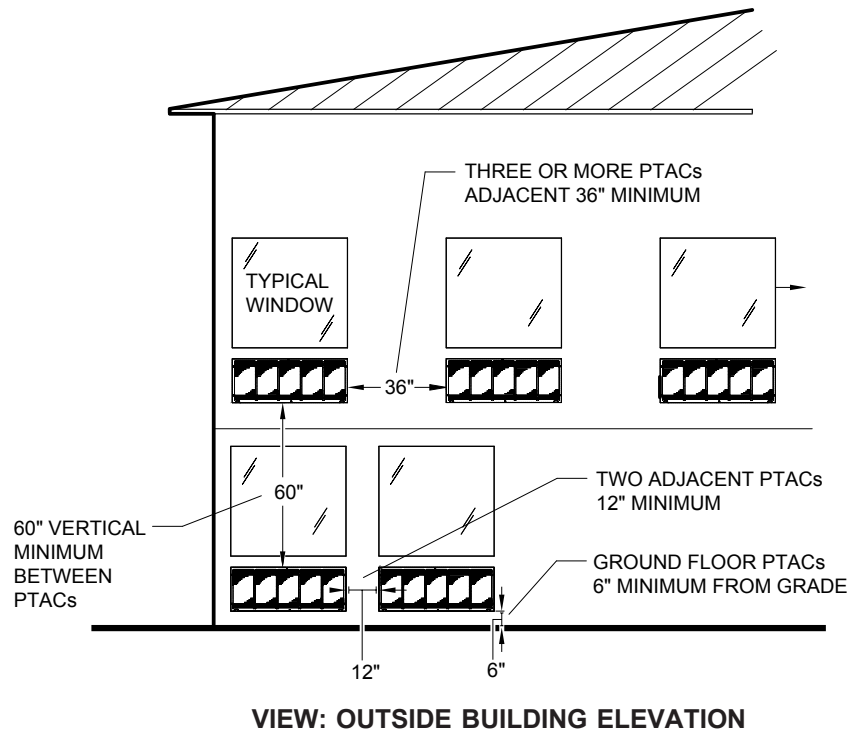 THREE OR MORE PTACs
ADJACENT 36" MINIMUM
TYPICAL
WINDOW
36"
TWO ADJACENT PTACs
12" MINIMUM
60"
60" VERTICAL
MINIMUM
BETWEEN
PTACs
GROUND FLOOR PTACs
6" MINIMUM FROM GRADE
12"
6"
VIEW: OUTSIDE BUILDING ELEVATION